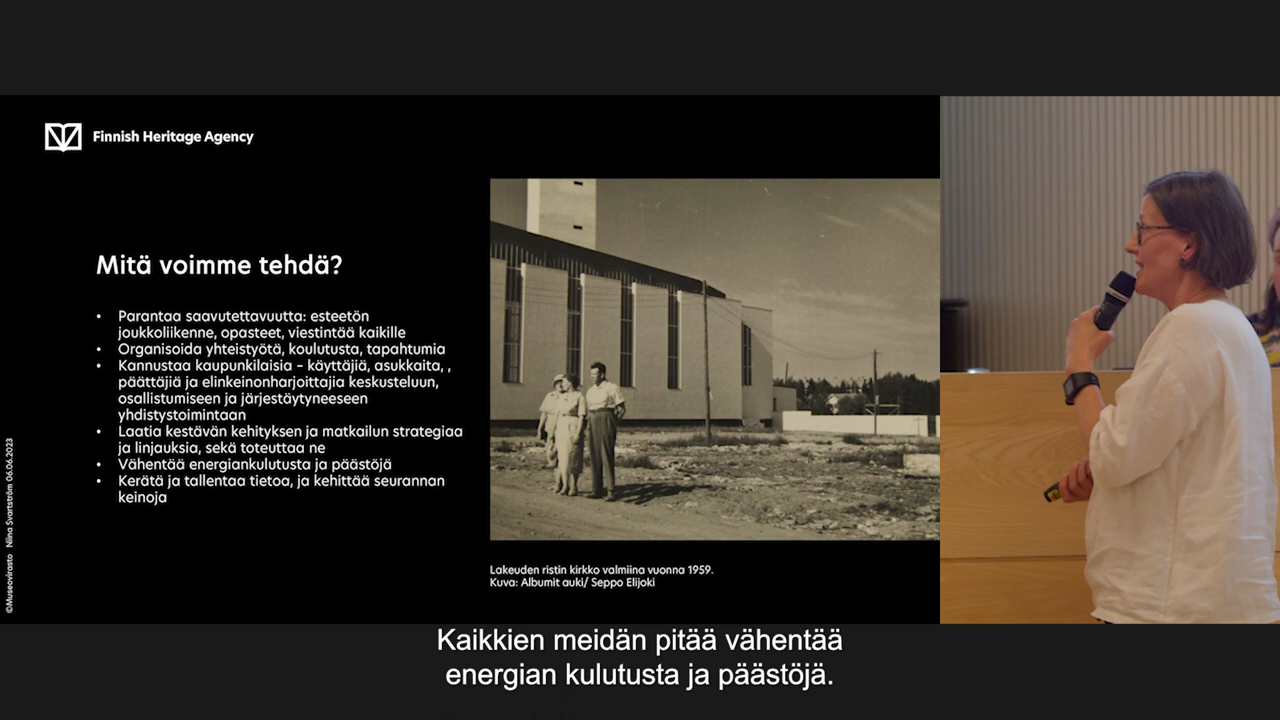 Finnish Heritage Agency
Mitä voimme tehdä?
• Parantaa saavutettavuutta: esteetön
joukkoliikenne, opasteet, viestintää kaikille
• Organisoida yhteistyötä, koulutusta, tapahtumia
• Kannustaa kaupunkilaisia – käyttäjiä, asukkaita, ,
päättäjiä ja elinkeinonharjoittajia keskusteluun,
osallistumiseen ja järjestäytyneeseen
yhdistystoimintaan
• Laatia kestävän kehityksen ja matkailun strategiaa
ja linjauksia, sekä toteuttaa ne
• Vähentää energiankulutusta ja päästöjä
• Kerätä ja tallentaa tietoa, ja kehittää seurannan
keinoja
©Museovirasto Niina Svartström 06.06.2023
Lakeuden ristin kirkko valmiina vuonna 1959.
Kuva: Albumit auki/ Seppo Elijoki
Kaikkien meidän pitää vähentää
energian kulutusta ja päästöjä.